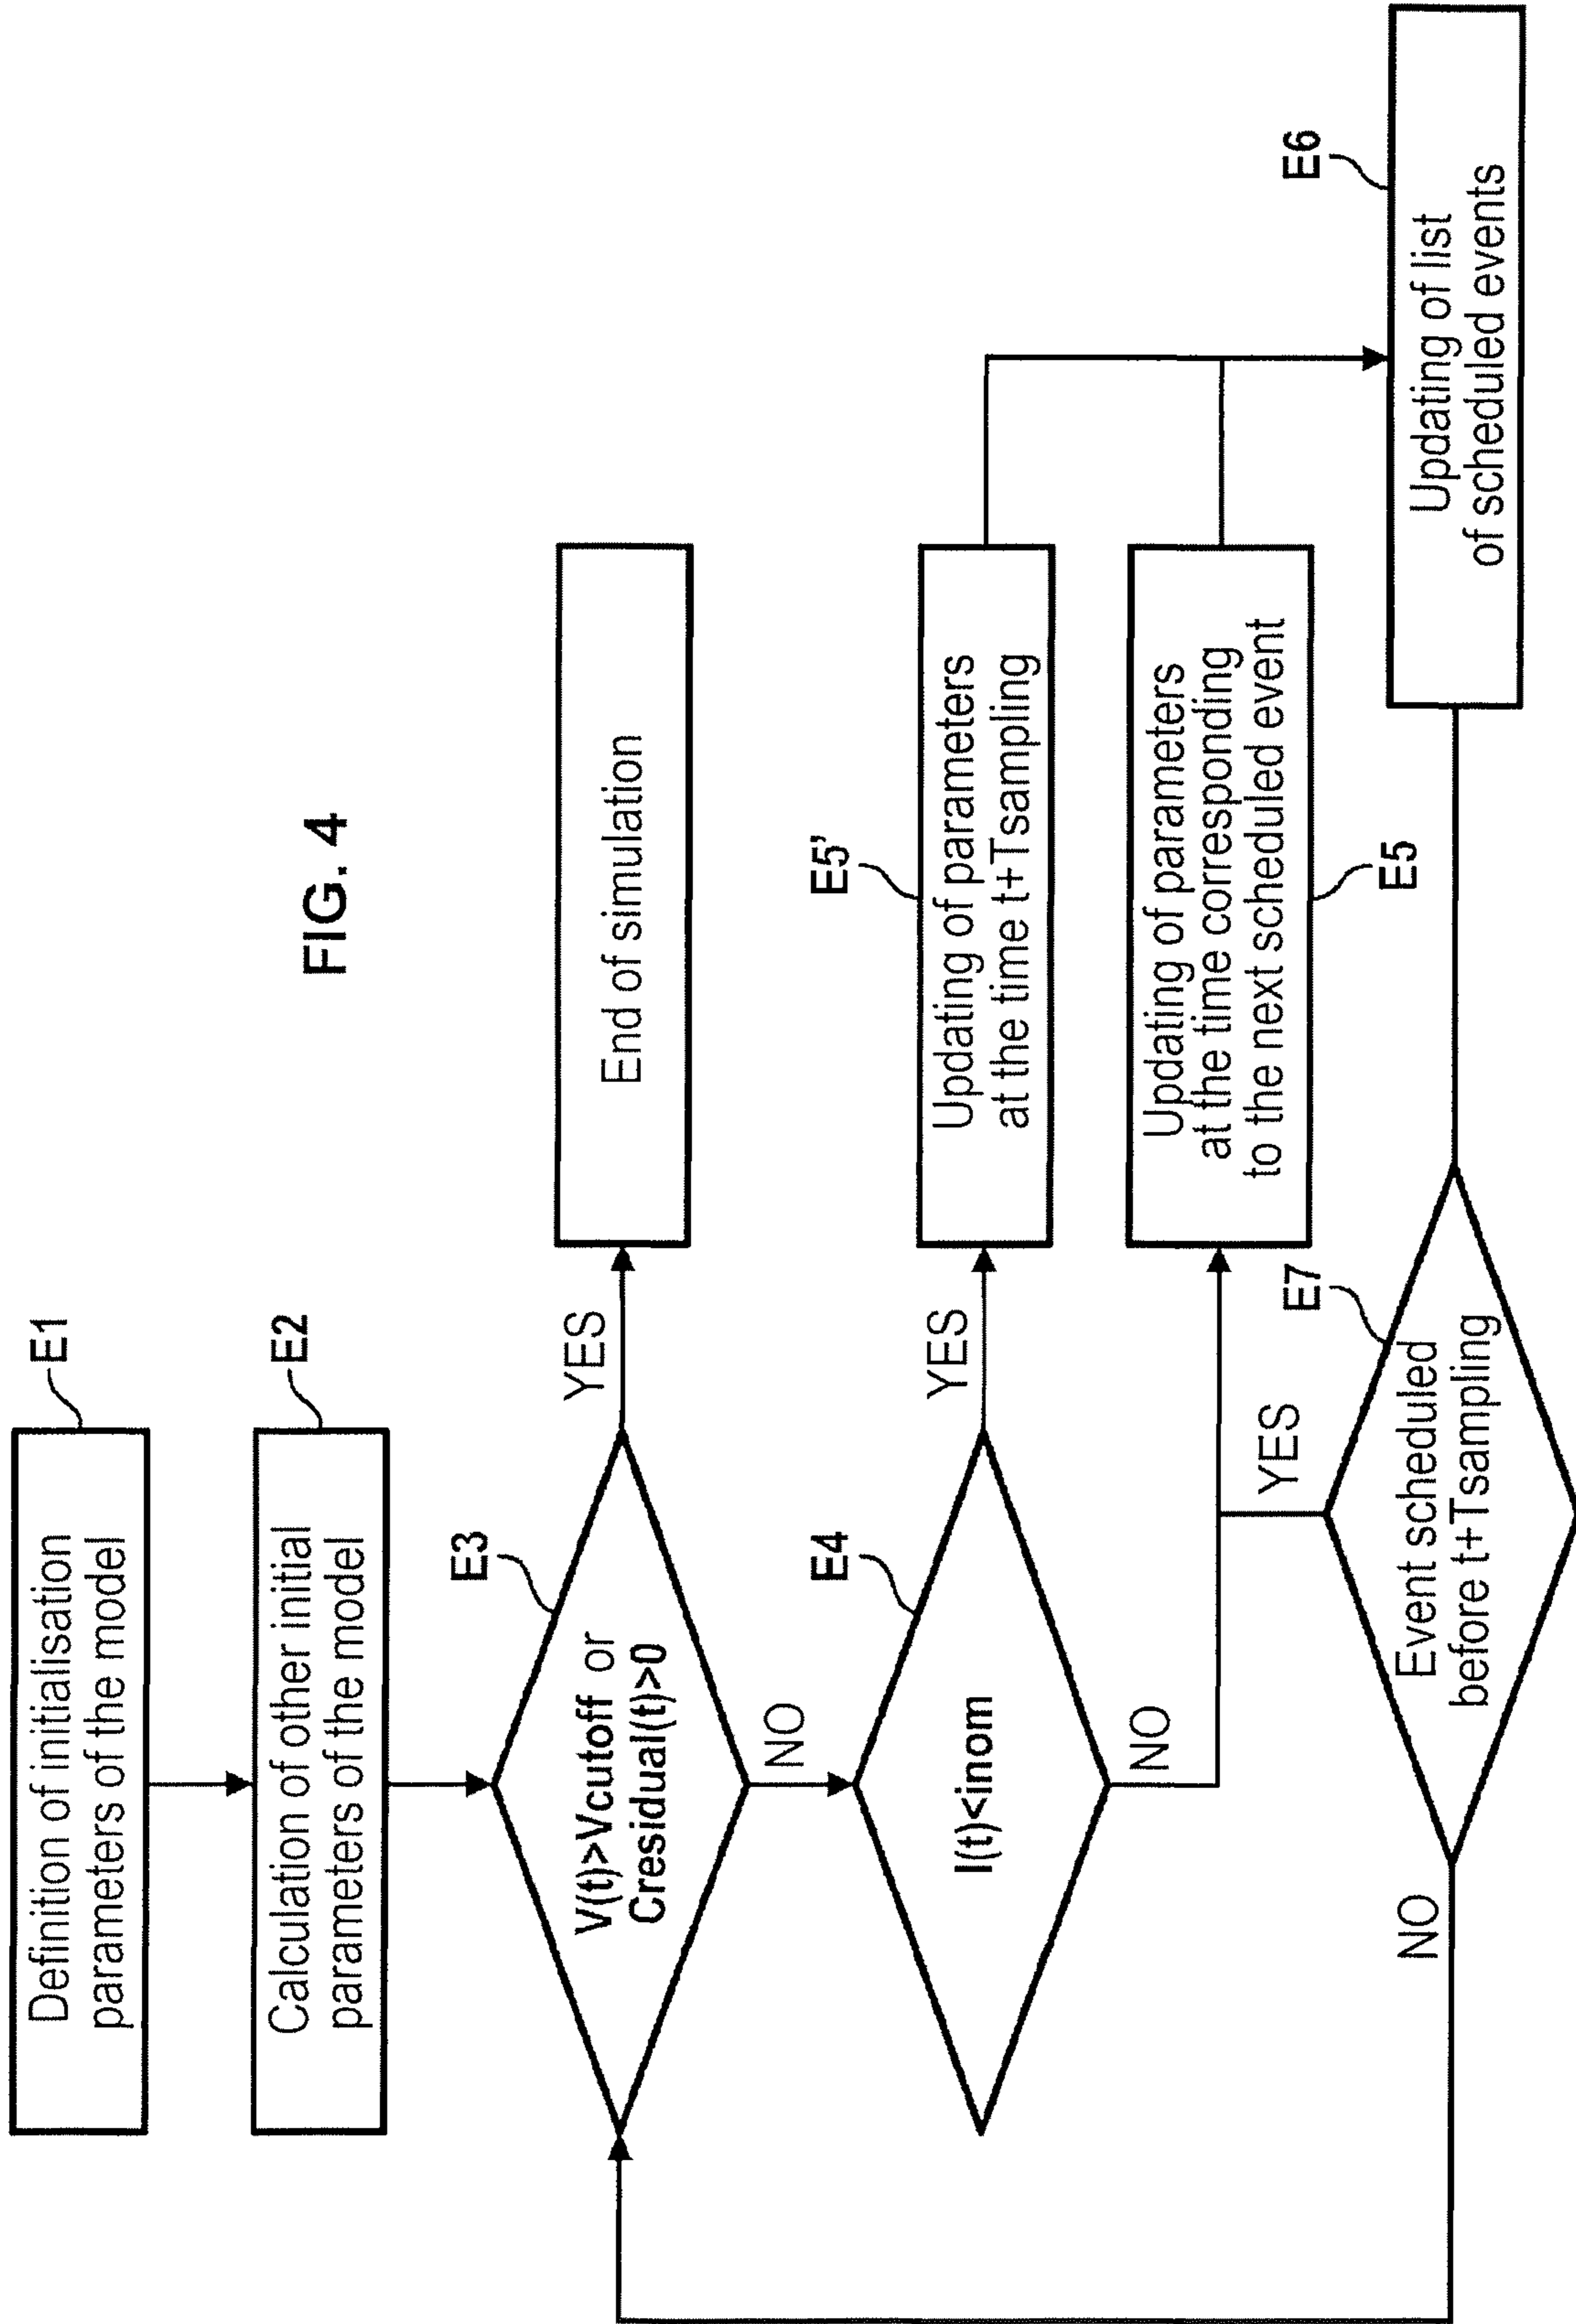 FIG. 4
E1
Definition of initialisation
parameters of the model
E2
Calculation of other initial
parameters of the model
E3
V(t)>Vcutoff or
Cresidual(t)>0
YES
End of simulation
NO
E4
I(t)<inom
YES
E5'
Updating of parameters
at the time t+Tsampling
NO
Updating of parameters
at the time corresponding
to the next scheduled event
E5
E6
Updating of list
of scheduled events
E7
Event scheduled
before t+Tsampling
YES
NO